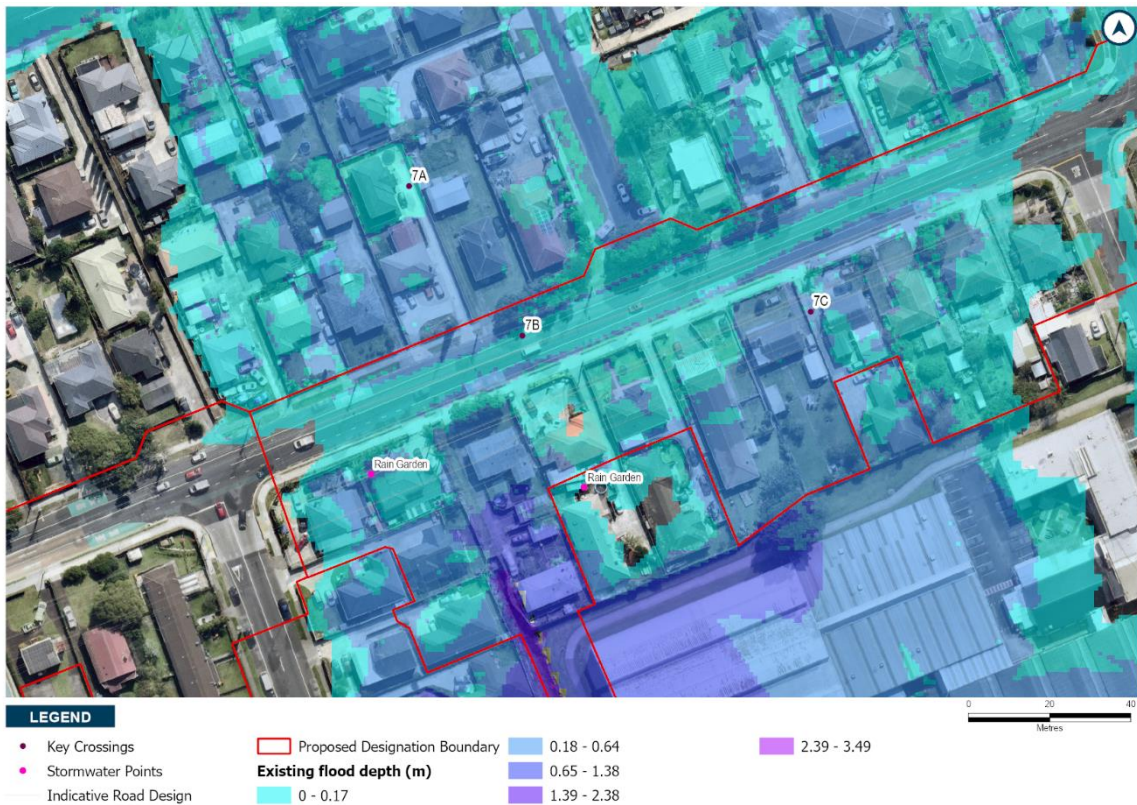 7A
7B
7C
Rain Garden
Rain Garden
LEGEND
Key Crossings
Stormwater Points
Indicative Road Design
Proposed Designation Boundary
Existing flood depth (m)
0 - 0.17
0.18 - 0.64
0.65 - 1.38
1.39 - 2.38
2.39 - 3.49
0 20 40
Metres